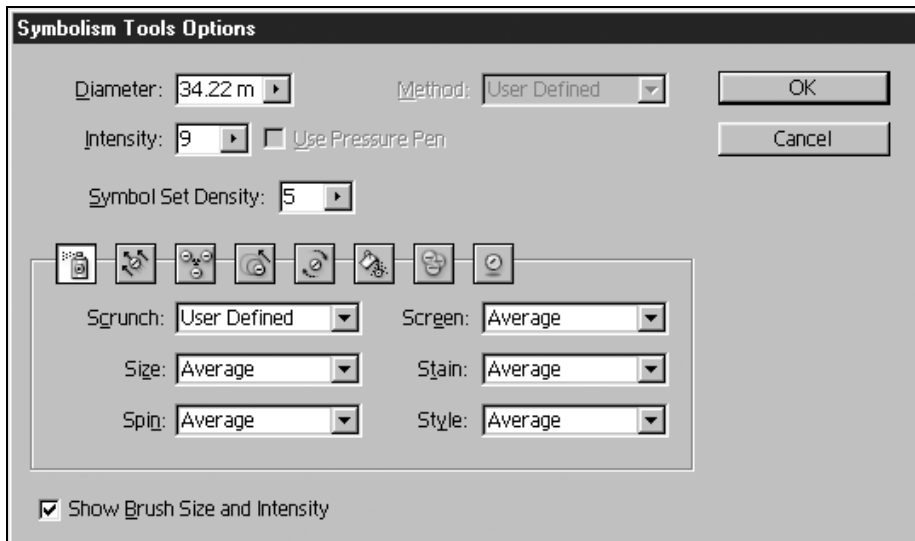 Symbolism Tools Options
Diameter: 34.22 m Method: User Defined OK
Intensity: 9 Use Pressure Pen Cancel
Symbol Set Density: 5
Scrunch: User Defined Screen: Average
Size: Average Stain: Average
Spin: Average Style: Average
Show Brush Size and Intensity